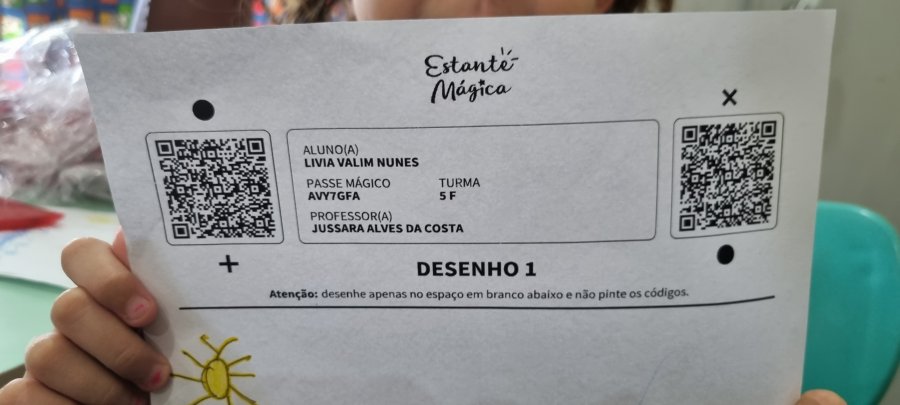 Estante
Mágica
ALUNO(A)
LIVIA VALIM NUNES
PASSE MÁGICO TURMA
AVY7GFA 5 F
PROFESSOR(A)
JUSSARA ALVES DA COSTA
DESENHO 1
Atenção: desenhe apenas no espaço em branco abaixo e não pinte os códigos.